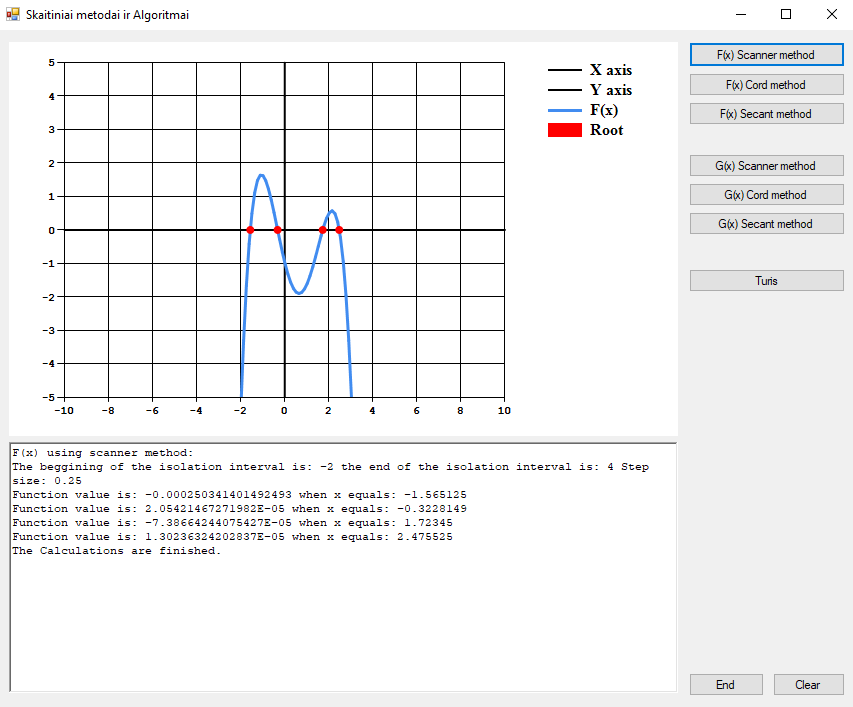 Skaitiniai metodai ir Algoritmai
5
4
3
2
1
0
-1
-2
-3
-4
-5
-10 -8 -6 -4 -2 0 2 4 6 8 10
X axis
Y axis
F(x)
Root
F(x) Scanner method
F(x) Cord method
F(x) Secant method
G(x) Scanner method
G(x) Cord method
G(x) Secant method
Turis
F(x) using scanner method:
The beggining of the isolation interval is: -2 the end of the isolation interval is: 4 Step
size: 0.25
Function value is: -0.000250341401492493 when x equals: -1.565125
Function value is: 2.05421467271982E-05 when x equals: -0.3228149
Function value is: -7.38664244075427E-05 when x equals: 1.72345
Function value is: 1.30236324202837E-05 when x equals: 2.475525
The Calculations are finished.
End Clear